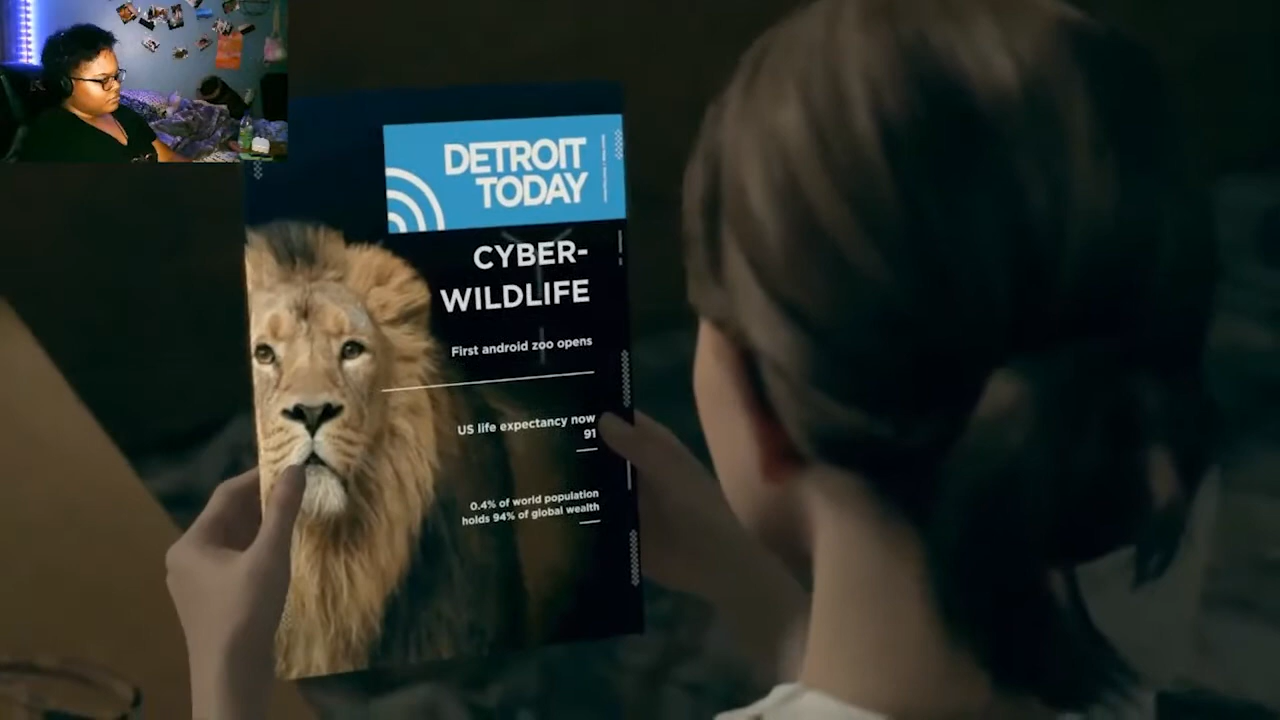 DETROIT
TODAY
CYBER-
WILDLIFE
First android zoo opens
US life expectancy now
91
0.4% of world population
holds 94% of global wealth